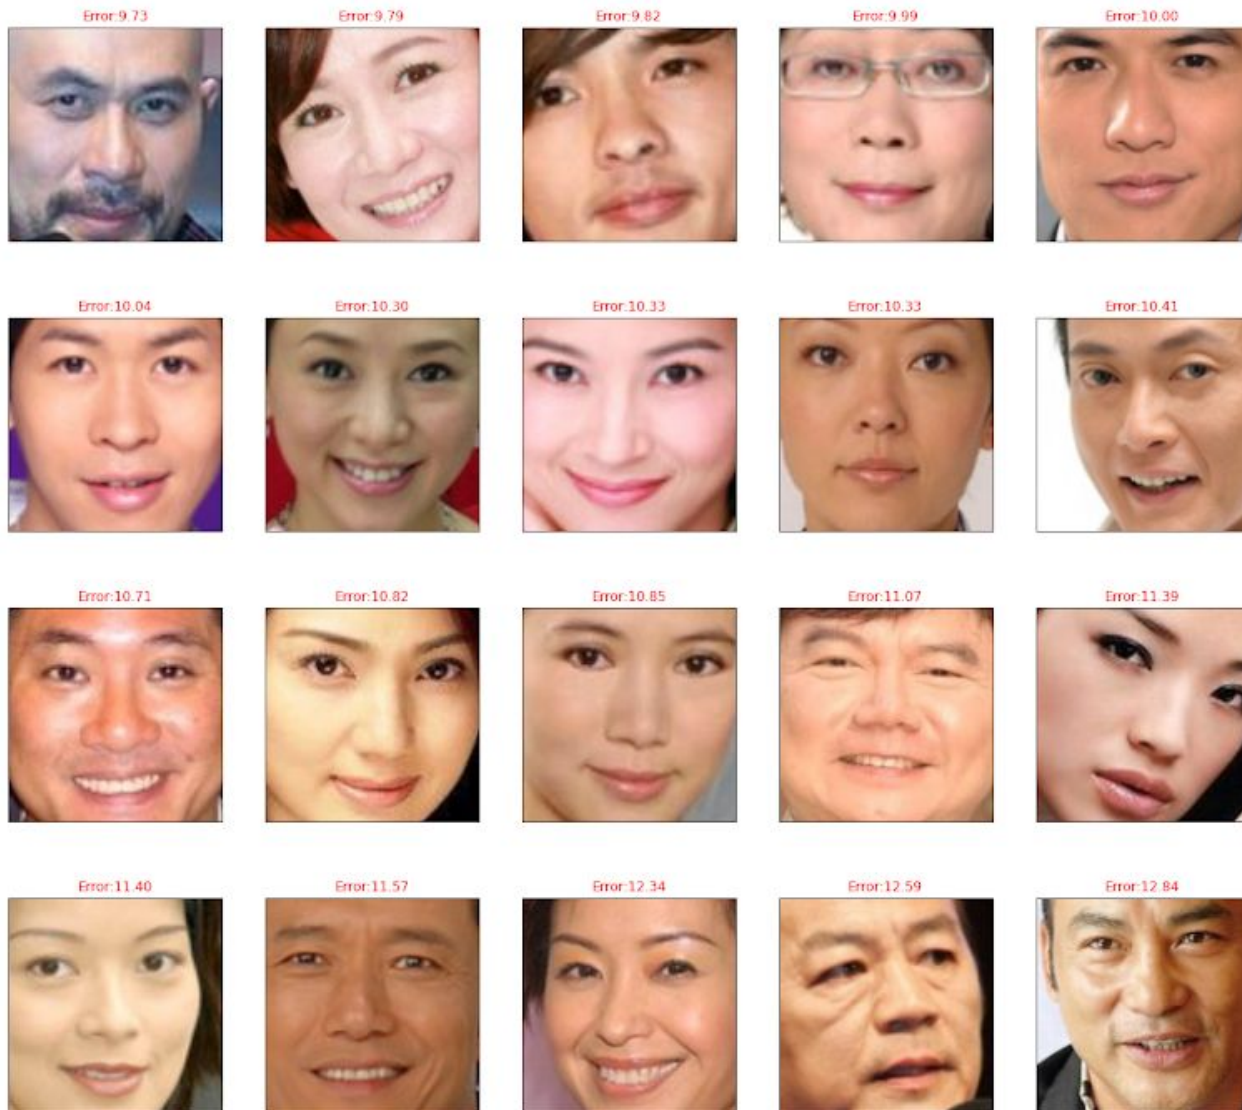 Error:9.73 Error:9.79 Error:9.82 Error:9.99 Error:10.00
Error:10.04 Error:10.30 Error:10.33 Error:10.33 Error:10.41
Error:10.71 Error:10.82 Error:10.85 Error:11.07 Error:11.39
Error:11.40 Error:11.57 Error:12.34 Error:12.59 Error:12.84